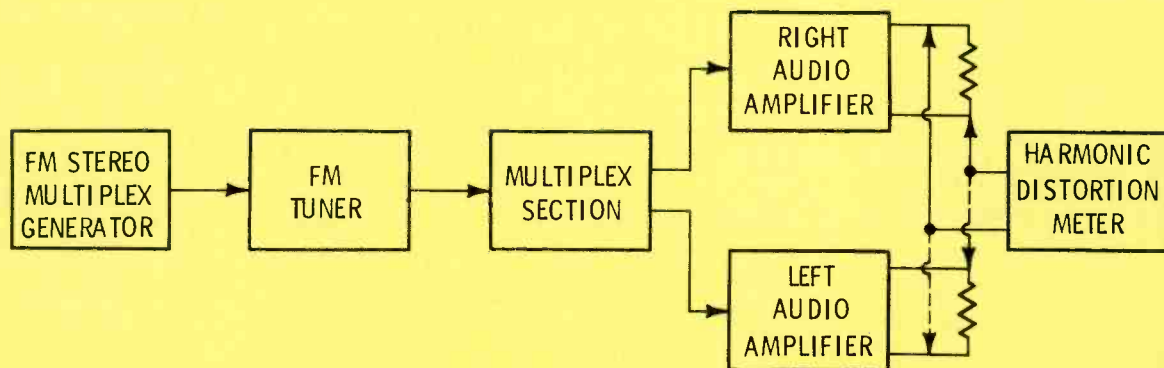 FM STEREO
MULTIPLEX
GENERATOR
FM
TUNER
MULTIPLEX
SECTION
RIGHT
AUDIO
AMPLIFIER
LEFT
AUDIO
AMPLIFIER
HARMONIC
DISTORTION
METER